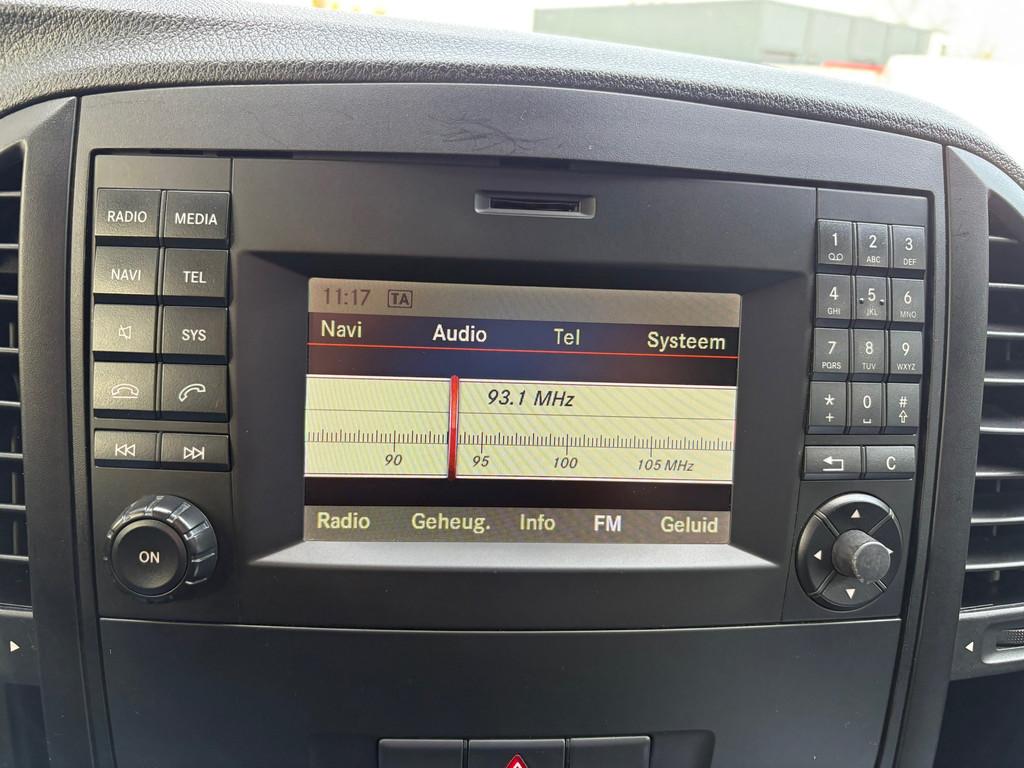 RADIO MEDIA
NAVI TEL
SYS
ON
11:17 TA
Navi Audio Tel Systeem
93.1 MHz
90 95 100 105 MHz
Radio Geheug. Info FM Geluid
1 2 ABC 3 DEF
4 GHI 5 JKL 6 MNO
7 PQRS 8 TUV 9 WXYZ
* + 0 #
C